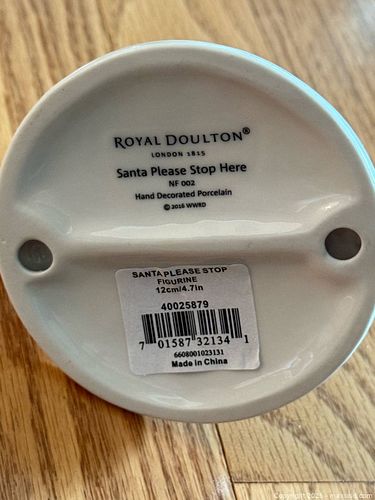 ROYAL DOULTON®
LONDON 1815
Santa Please Stop Here
NF 002
Hand Decorated Porcelain
© 2016 WWRD
SANTA PLEASE STOP
FIGURINE
12cm/4.7in
40025879
7 01587 32134 1
6608001023131
Made in China